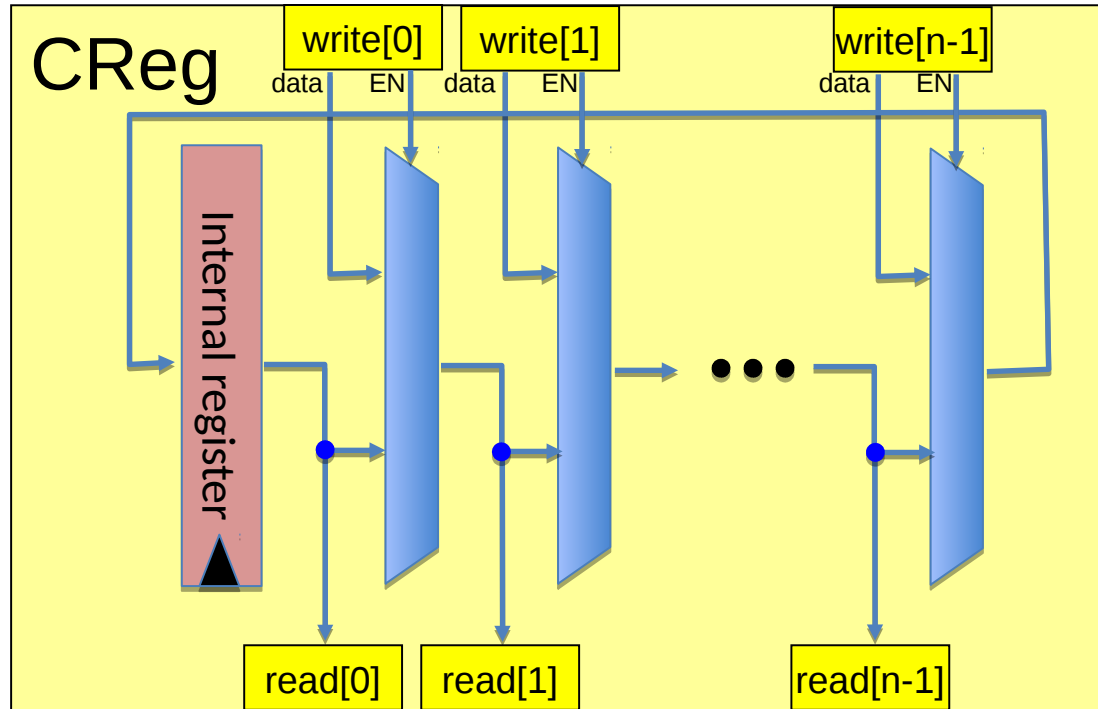 CReg
write[0]
write[1]
write[n-1]
data
EN
data
EN
data
EN
Internal register
read[0]
read[1]
read[n-1]